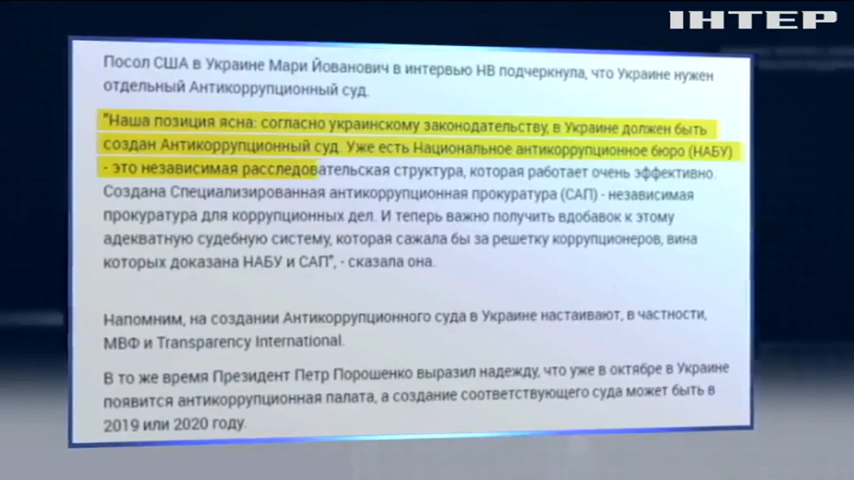 ІНТЕР
Посол США в Украине Мари Йованович в интервью НВ подчеркнула, что Украине нужен
отдельный Антикоррупционный суд.
"Наша позиция ясна: согласно украинскому законодательству, в Украине должен быть
создан Антикоррупционный суд. Уже есть Национальное антикоррупционное бюро (НАБУ)
- это независимая расследовательская структура, которая работает очень эффективно.
Создана Специализированная антикоррупционная прокуратура (САП) - независимая
прокуратура для коррупционных дел. И теперь важно получить вдобавок к этому
адекватную судебную систему, которая сажала бы за решетку коррупционеров, вина
которых доказана НАБУ и САП", - сказала она.
Напомним, на создании Антикоррупционного суда в Украине настаивают, в частности,
МВФ и Transparency International.
В то же время Президент Петр Порошенко выразил надежду, что уже в октябре в Украине
появится антикоррупционная палата, а создание соответствующего суда может быть в
2019 или 2020 году.